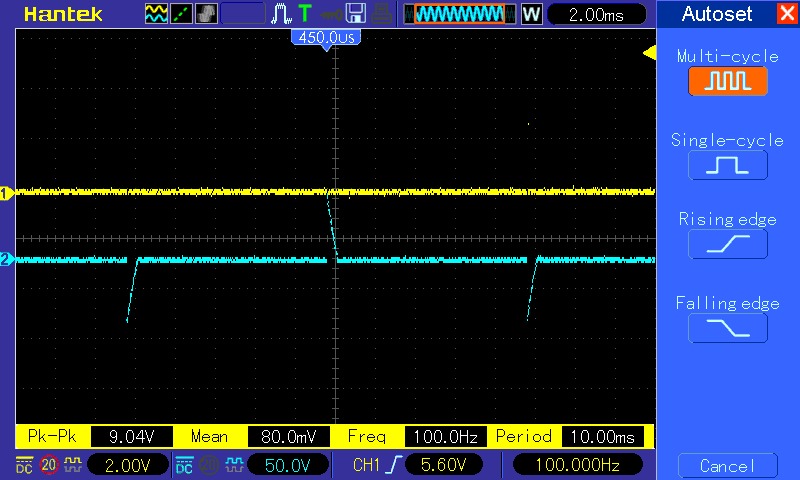 Hantek T W 2.00ms Autoset X
450.0us
Multi-cycle
Single-cycle
1
Rising edge
2
Falling edge
Pk-Pk 9.04V Mean 80.0mV Freq 100.0Hz Period 10.00ms
DC 20 2.00V DC 20 50.0V CH1 5.60V 100.000Hz Cancel